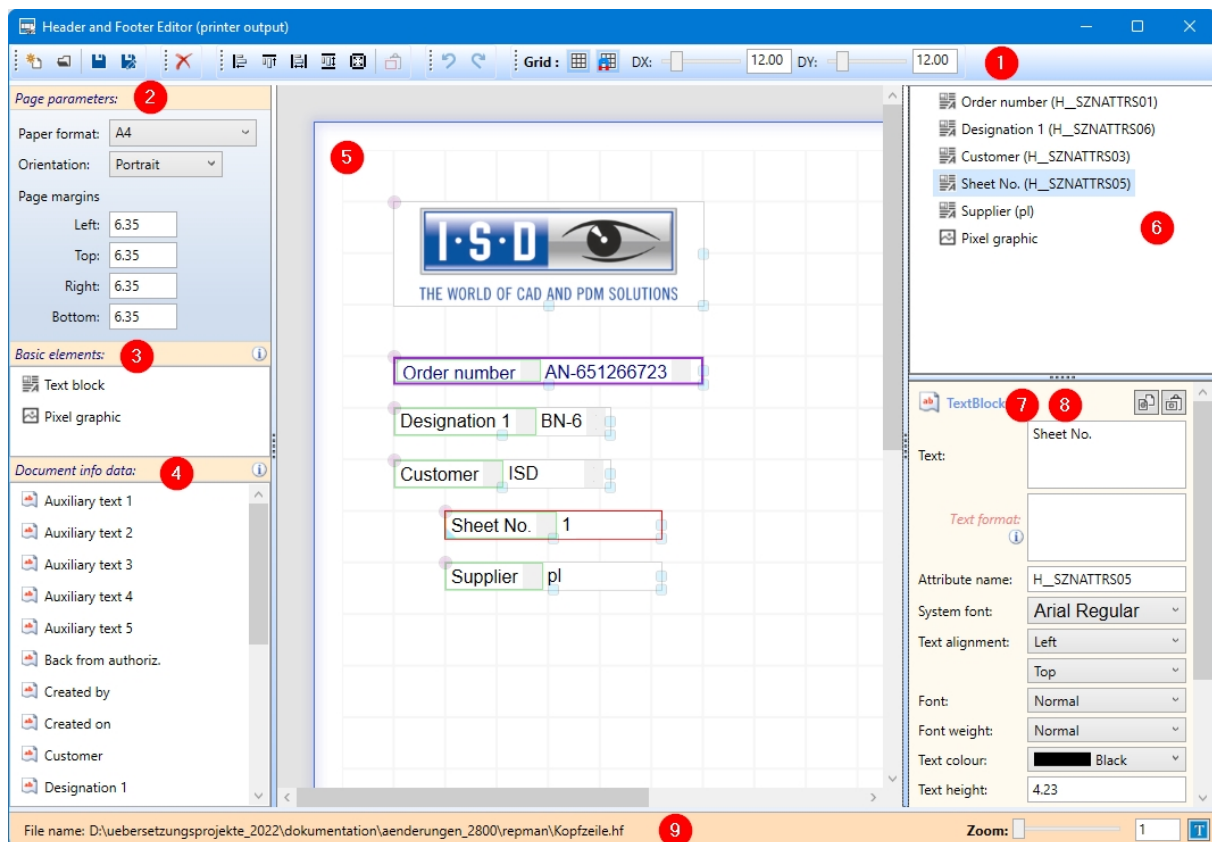 Header and Footer Editor (printer output)
Grid : DX: 12.00 DY: 12.00 1
Page parameters: 2
Paper format: A4
Orientation: Portrait
Page margins
Left: 6.35
Top: 6.35
Right: 6.35
Bottom: 6.35
Basic elements: 3
Text block
Pixel graphic
Document info data: 4
Auxiliary text 1
Auxiliary text 2
Auxiliary text 3
Auxiliary text 4
Auxiliary text 5
Back from authoriz.
Created by
Created on
Customer
Designation 1
5
I·S·D
THE WORLD OF CAD AND PDM SOLUTIONS
Order number AN-651266723
Designation 1 BN-6
Customer ISD
Sheet No. 1
Supplier pl
Order number (H__SZNATTRS01)
Designation 1 (H__SZNATTRS06)
Customer (H__SZNATTRS03)
Sheet No. (H__SZNATTRS05)
Supplier (pl)
Pixel graphic
6
TextBlock 7 8
Text: Sheet No.
Text format:
Attribute name: H__SZNATTRS05
System font: Arial Regular
Text alignment: Left
Top
Font: Normal
Font weight: Normal
Text colour: Black
Text height: 4.23
File name: D:\uebersetzungsprojekte_2022\dokumentation\aenderungen_2800\repman\Kopfzeile.hf 9
Zoom: 1 T